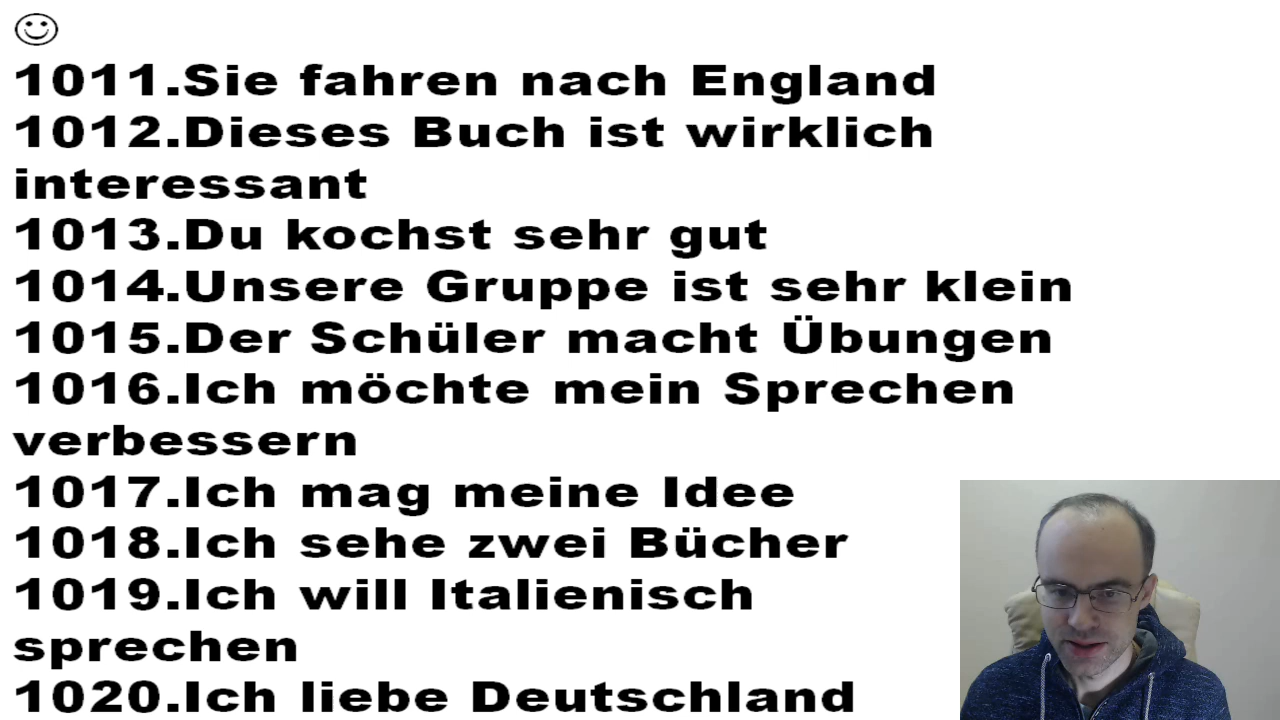 1011.Sie fahren nach England
1012.Dieses Buch ist wirklich
interessant
1013.Du kochst sehr gut
1014.Unsere Gruppe ist sehr klein
1015.Der Schüler macht Übungen
1016.Ich möchte mein Sprechen
verbessern
1017.Ich mag meine Idee
1018.Ich sehe zwei Bücher
1019.Ich will Italienisch
sprechen
1020.Ich liebe Deutschland